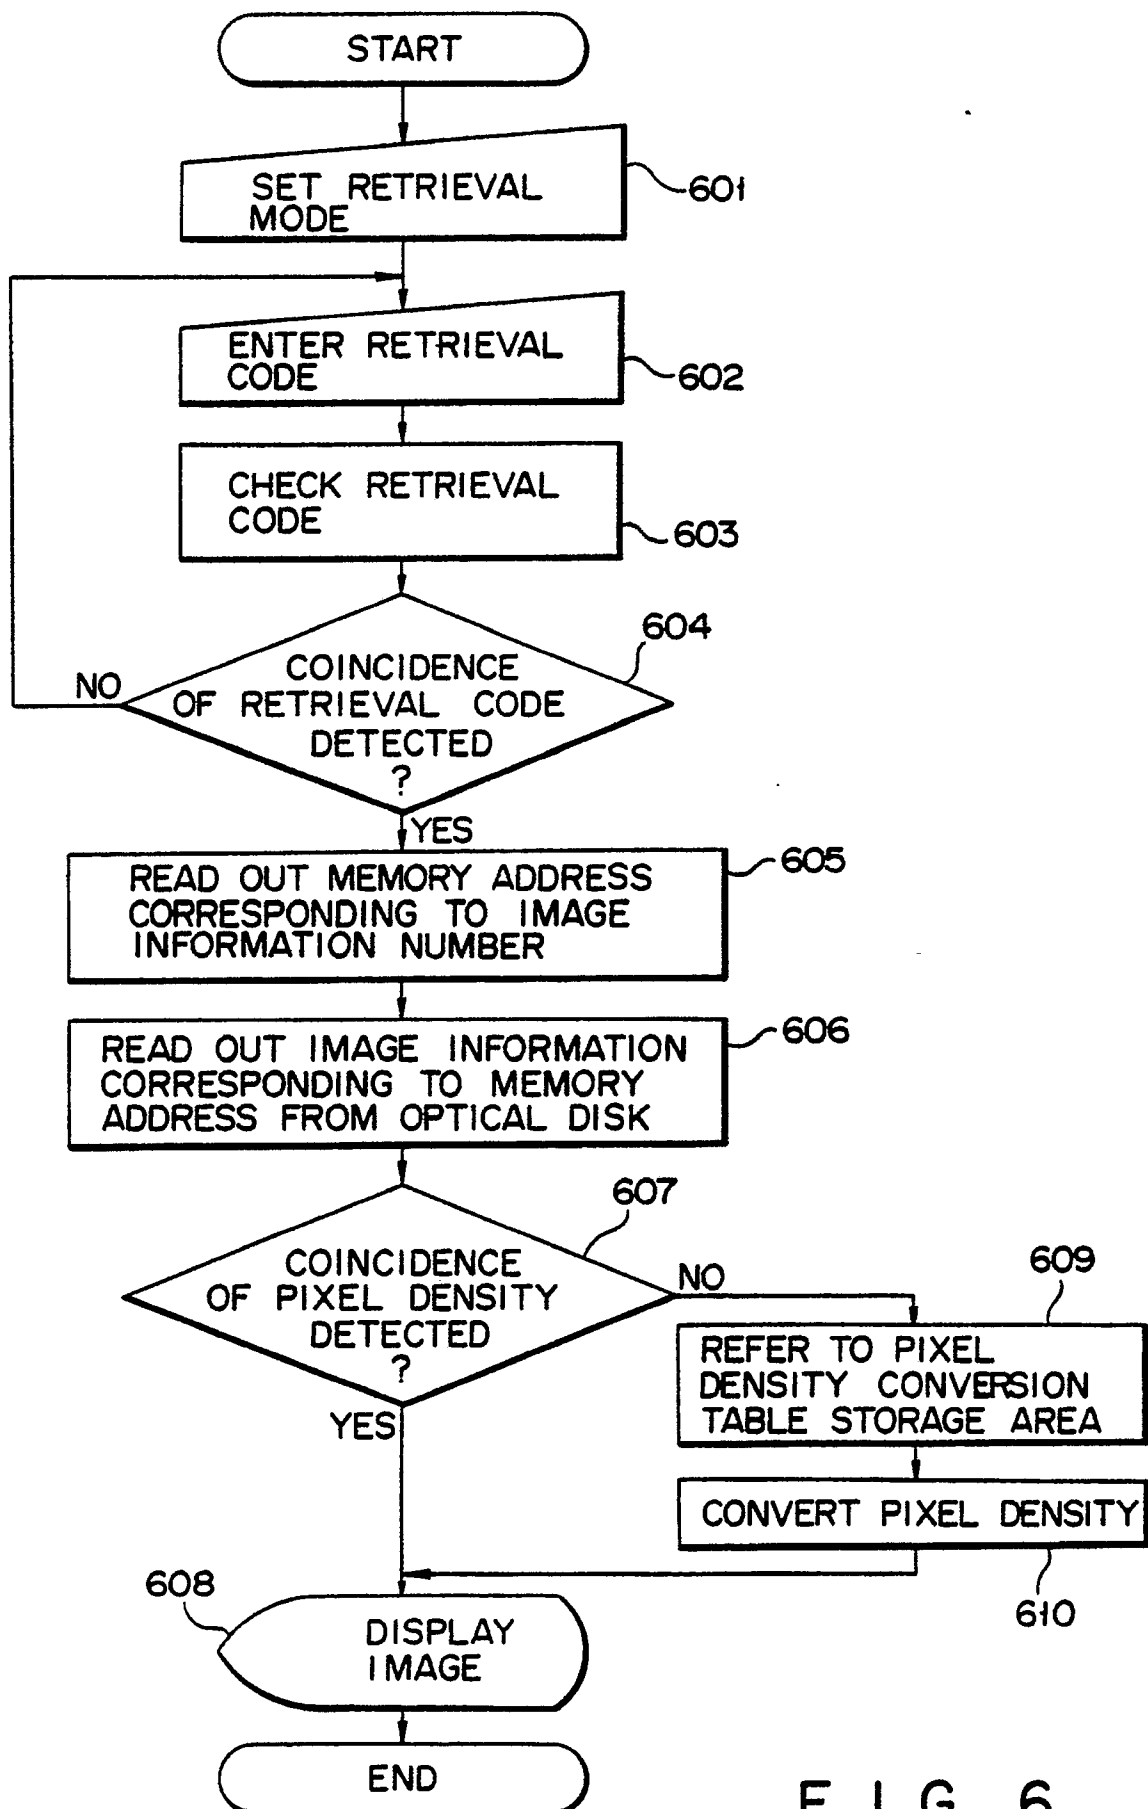 START
SET RETRIEVAL
MODE
601
ENTER RETRIEVAL
CODE
602
CHECK RETRIEVAL
CODE
603
604
COINCIDENCE
OF RETRIEVAL CODE
DETECTED
?
NO
YES
READ OUT MEMORY ADDRESS
CORRESPONDING TO IMAGE
INFORMATION NUMBER
605
READ OUT IMAGE INFORMATION
CORRESPONDING TO MEMORY
ADDRESS FROM OPTICAL DISK
606
607
COINCIDENCE
OF PIXEL DENSITY
DETECTED
?
NO
YES
609
REFER TO PIXEL
DENSITY CONVERSION
TABLE STORAGE AREA
CONVERT PIXEL DENSITY
610
608
DISPLAY
IMAGE
END
FIG. 6